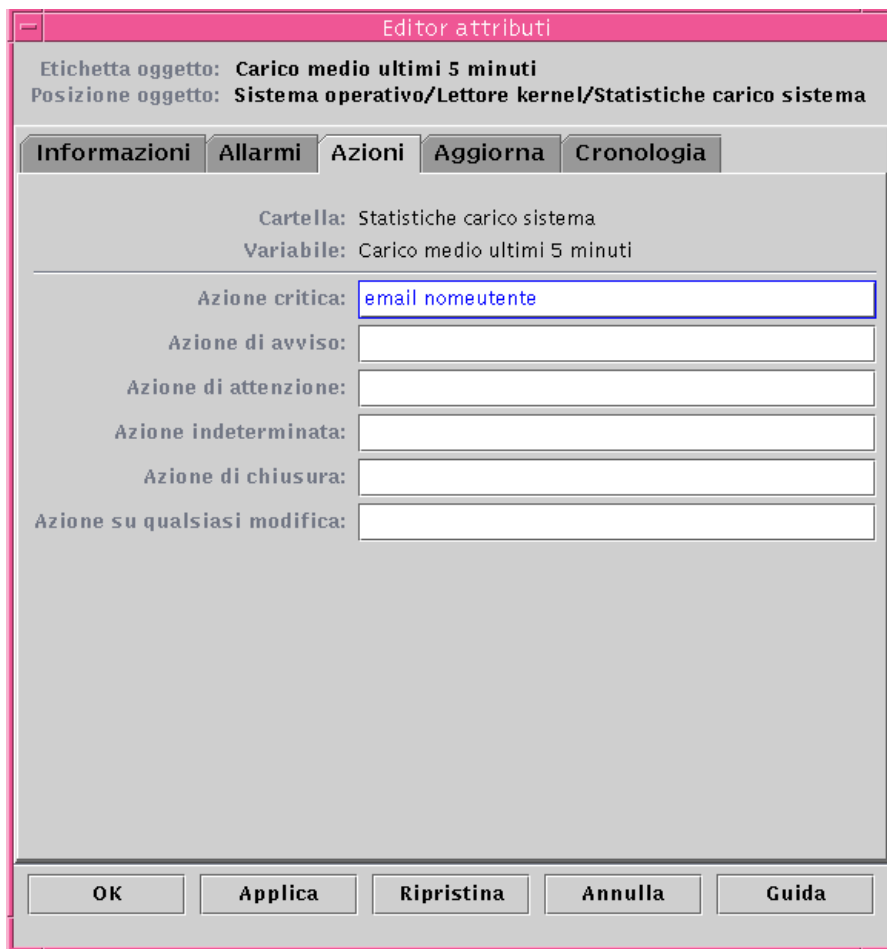 Editor attributi
Etichetta oggetto: Carico medio ultimi 5 minuti
Posizione oggetto: Sistema operativo/Lettore kernel/Statistiche carico sistema
Informazioni Allarmi Azioni Aggiorna Cronologia
Cartella: Statistiche carico sistema
Variabile: Carico medio ultimi 5 minuti
Azione critica: email nomeutente
Azione di avviso:
Azione di attenzione:
Azione indeterminata:
Azione di chiusura:
Azione su qualsiasi modifica:
OK Applica Ripristina Annulla Guida